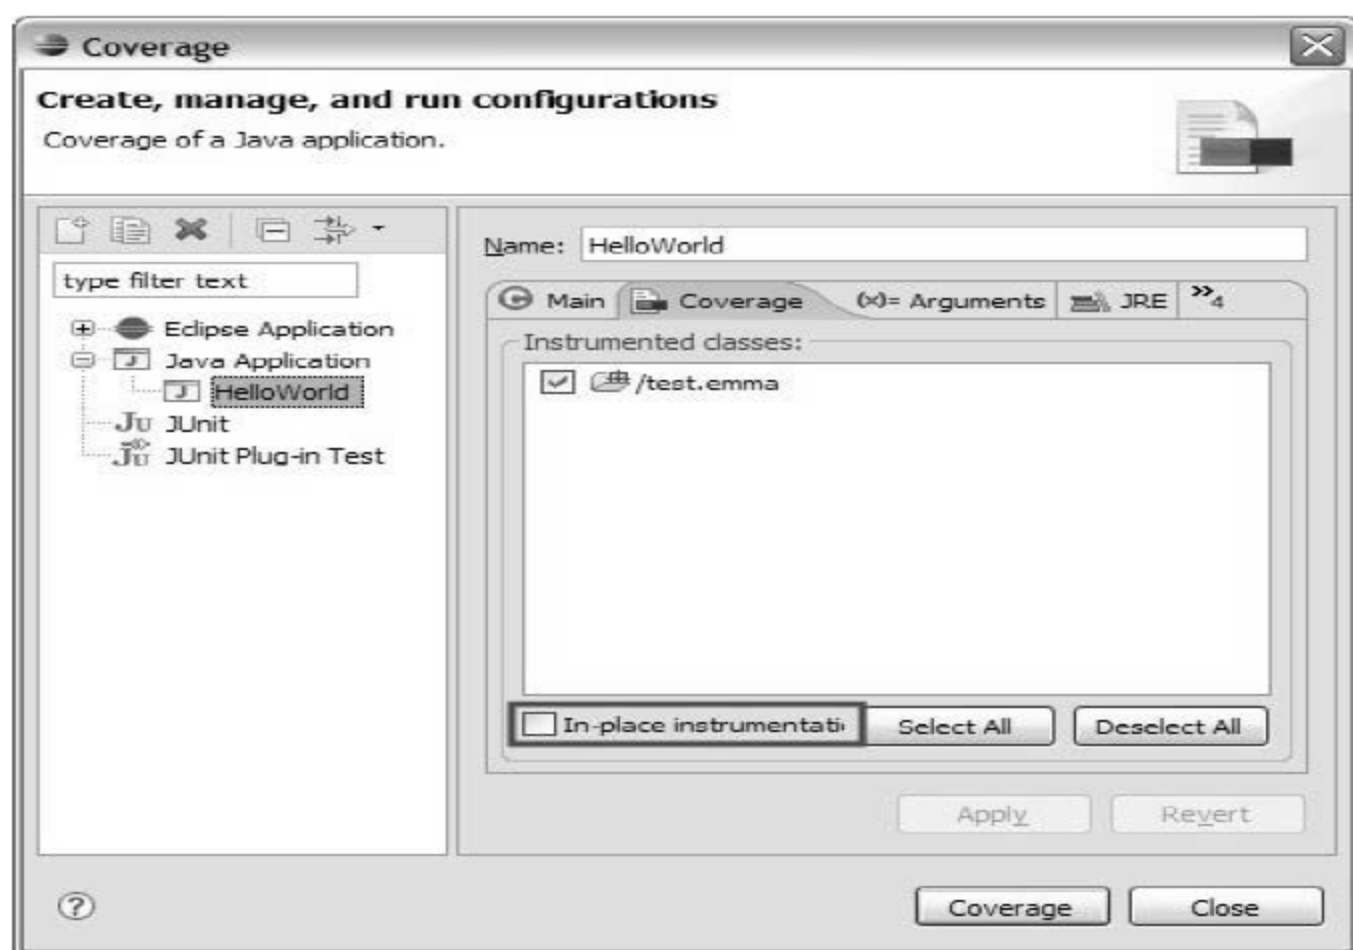 Coverage
Create, manage, and run configurations
Coverage of a Java application.
type filter text
Eclipse Application
Java Application
HelloWorld
JU JUnit
JU JUnit Plug-in Test
Name: HelloWorld
Main Coverage (x)= Arguments JRE »4
Instrumented classes:
/test.emma
In-place instrumentati
Select All Deselect All
Apply Revert
? Coverage Close